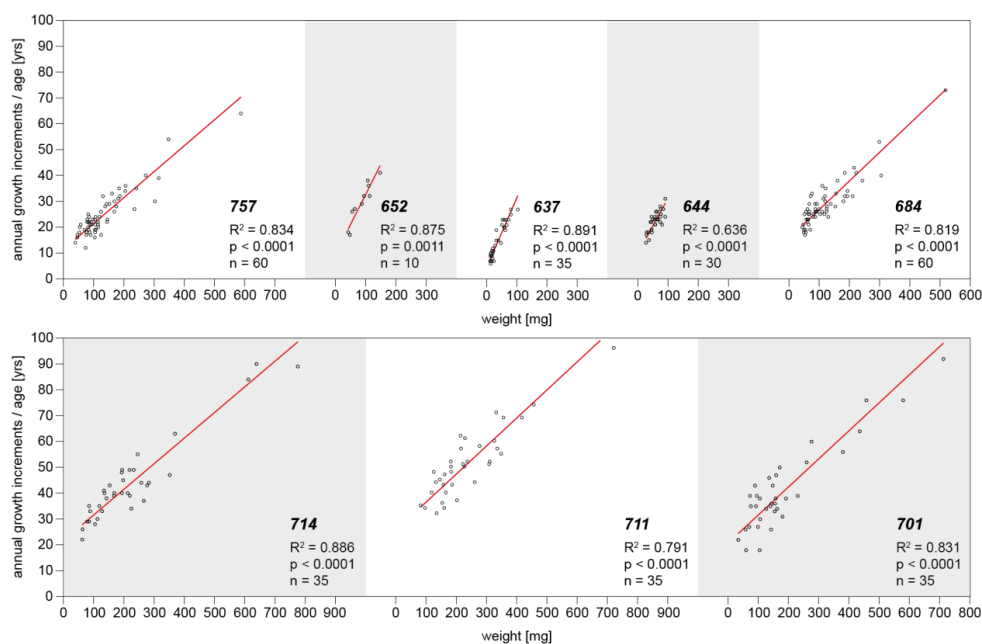 annual growth increments / age [yrs]
100
90
80
70
60
50
40
30
20
10
0
757
R² = 0.834
p < 0.0001
n = 60
652
R² = 0.875
p = 0.0011
n = 10
637
R² = 0.891
p < 0.0001
n = 35
644
R² = 0.636
p < 0.0001
n = 30
684
R² = 0.819
p < 0.0001
n = 60
0 100 200 300 400 500 600 700 0 100 200 300 0 100 200 300 0 100 200 300 0 100 200 300 400 500 600
weight [mg]
annual growth increments / age [yrs]
100
90
80
70
60
50
40
30
20
10
0
714
R² = 0.886
p < 0.0001
n = 35
711
R² = 0.791
p < 0.0001
n = 35
701
R² = 0.831
p < 0.0001
n = 35
0 100 200 300 400 500 600 700 800 900 0 100 200 300 400 500 600 700 800 900 0 100 200 300 400 500 600 700 800
weight [mg]